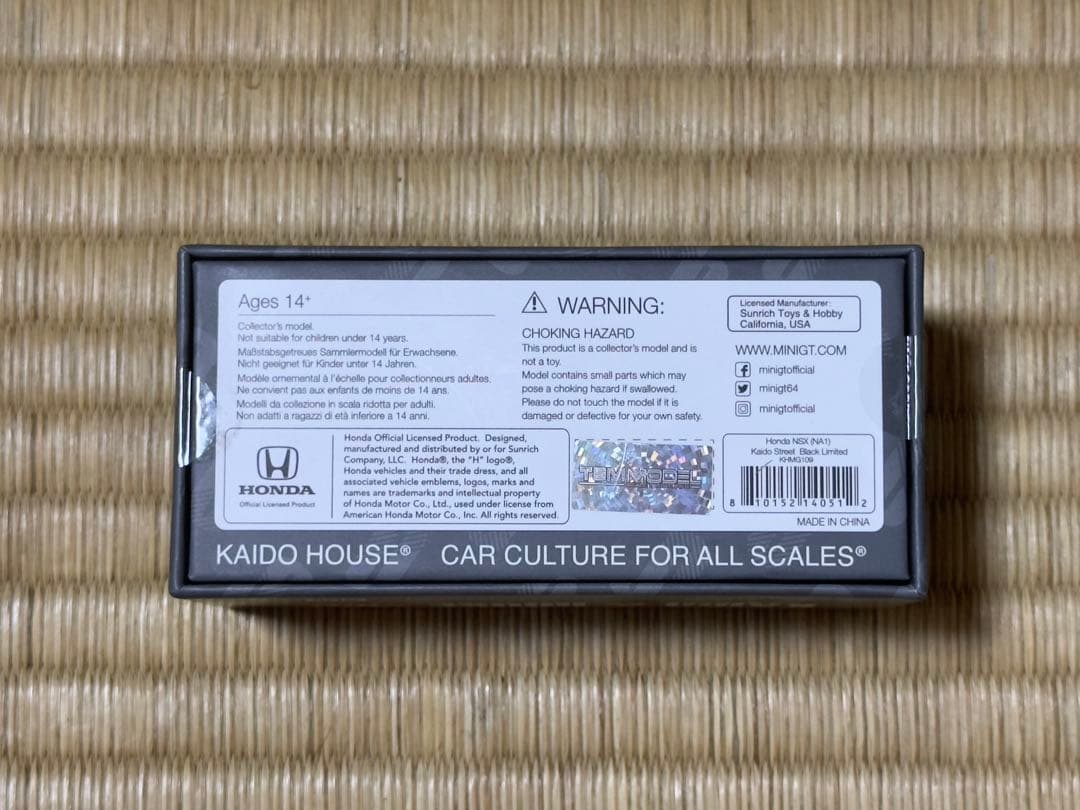 Ages 14+
Collector's model.
Not suitable for children under 14 years.
Maßstabsgetreues Sammlermodell für Erwachsene.
Nicht geeignet für Kinder unter 14 Jahren.
Modèle ornemental à l'échelle pour collectionneurs adultes.
Ne convient pas aux enfants de moins de 14 ans.
Modelli da collezione in scala ridotta per adulti.
Non adatti a ragazzi di età inferiore a 14 anni.
WARNING:
CHOKING HAZARD
This product is a collector's model and is
not a toy.
Model contains small parts which may
pose a choking hazard if swallowed.
Please do not touch the model if it is
damaged or defective for your own safety.
Licensed Manufacturer:
Sunrich Toys & Hobby
California, USA
WWW.MINIGT.COM
minigtofficial
minigt64
minigtofficial
HONDA
Official Licensed Product
Honda Official Licensed Product. Designed,
manufactured and distributed by or for Sunrich
Company, LLC. Honda®, the "H" logo®,
Honda vehicles and their trade dress, and all
associated vehicle emblems, logos, marks and
names are trademarks and intellectual property
of Honda Motor Co., Ltd., used under license from
American Honda Motor Co., Inc. All rights reserved.
TSM MODEL
Honda NSX (NA1)
Kaido Street Black Limited
KHMG109
8 10152 14051 2
MADE IN CHINA
KAIDO HOUSE® CAR CULTURE FOR ALL SCALES®